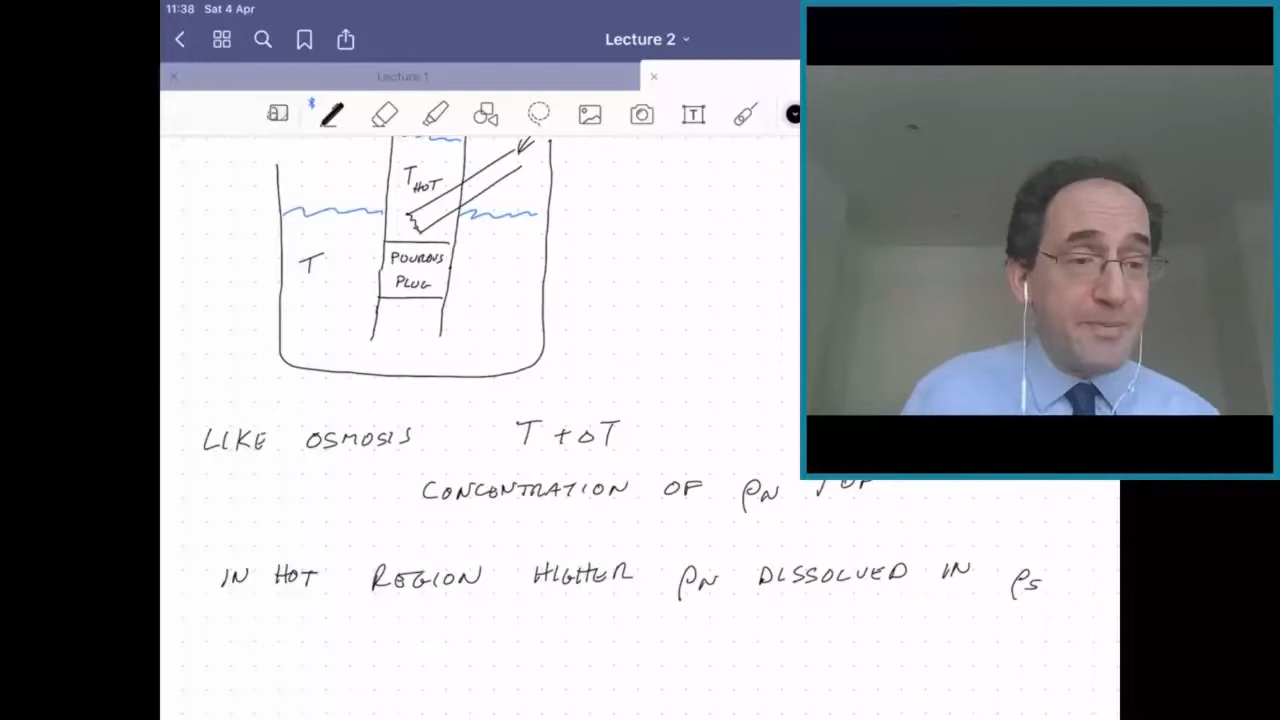 11:38 Sat 4 Apr
Lecture 2
Lecture 1
T
T HOT
T
POUROUS
PLUG
LIKE OSMOSIS T + ΔT
CONCENTRATION OF ρN
IN HOT REGION HIGHER ρN DISSOLVED IN ρs